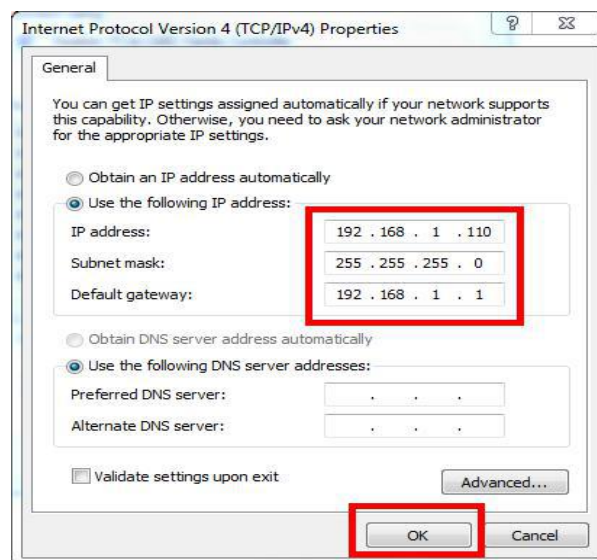 Internet Protocol Version 4 (TCP/IPv4) Properties
General
You can get IP settings assigned automatically if your network supports
this capability. Otherwise, you need to ask your network administrator
for the appropriate IP settings.
Obtain an IP address automatically
Use the following IP address:
IP address: 192 . 168 . 1 . 110
Subnet mask: 255 . 255 . 255 . 0
Default gateway: 192 . 168 . 1 . 1
Obtain DNS server address automatically
Use the following DNS server addresses:
Preferred DNS server: . . .
Alternate DNS server: . . .
Validate settings upon exit
Advanced...
OK Cancel